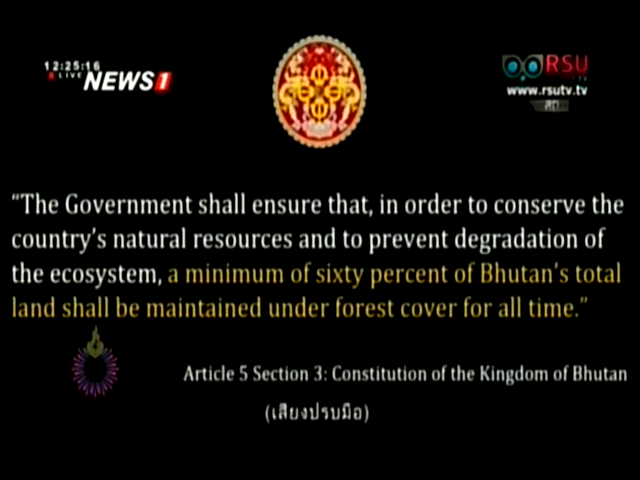 12:25:16
LIVE NEWS1
RSU
www.rsutv.tv
สด
“The Government shall ensure that, in order to conserve the
country’s natural resources and to prevent degradation of
the ecosystem, a minimum of sixty percent of Bhutan’s total
land shall be maintained under forest cover for all time.”
Article 5 Section 3: Constitution of the Kingdom of Bhutan
(เสียงปรบมือ)